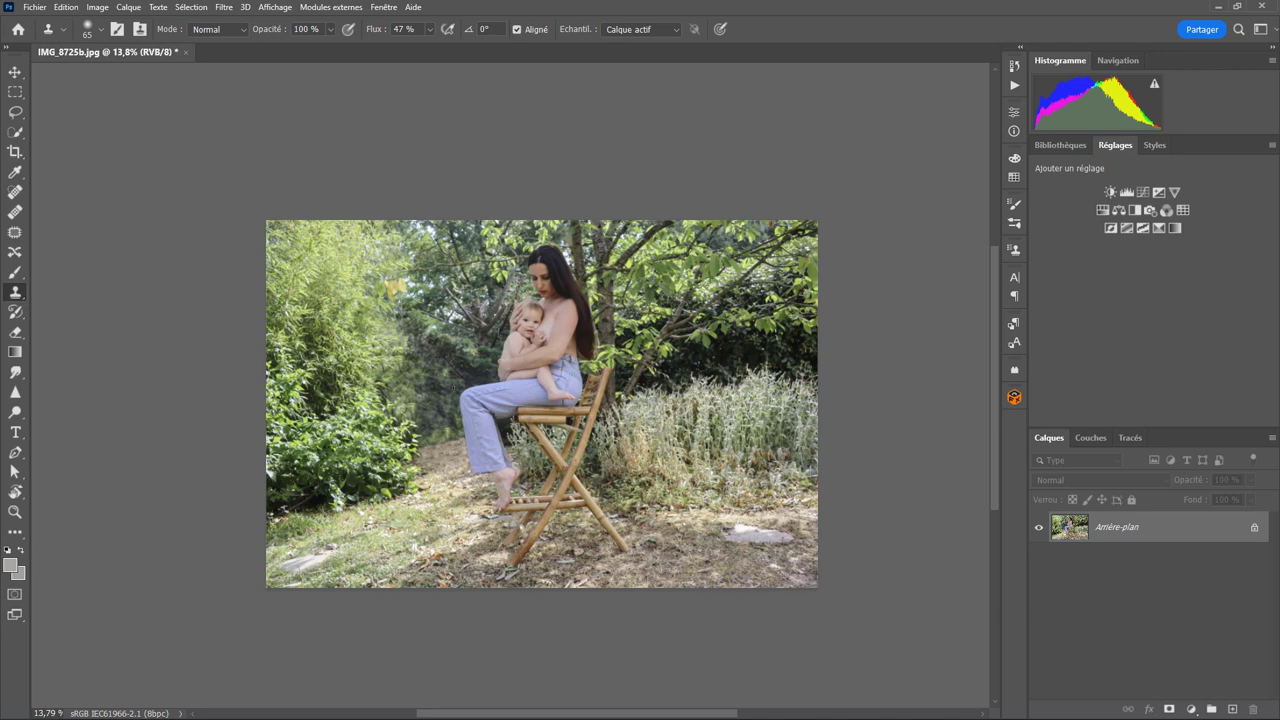 Ps Fichier Edition Image Calque Texte Sélection Filtre 3D Affichage Modules externes Fenêtre Aide
65 Mode : Normal Opacité : 100 % Flux : 47 % 0° Aligné Echantil. : Calque actif Partager
IMG_8725b.jpg @ 13,8% (RVB/8) * ×
Histogramme Navigation
Bibliothèques Réglages Styles
Ajouter un réglage
Calques Couches Tracés
Type
Normal Opacité : 100 %
Verrou : Fond : 100 %
Arrière-plan
13,79 % sRGB IEC61966-2.1 (8bpc)